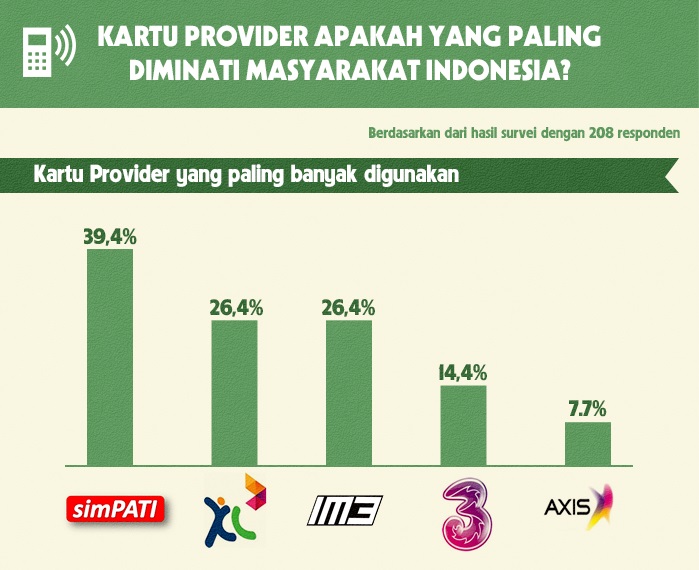 KARTU PROVIDER APAKAH YANG PALING
DIMINATI MASYARAKAT INDONESIA?
Berdasarkan dari hasil survei dengan 208 responden
Kartu Provider yang paling banyak digunakan
39,4%
26,4%
26,4%
14,4%
7.7%
simPATI
XL
IM3
3
AXIS